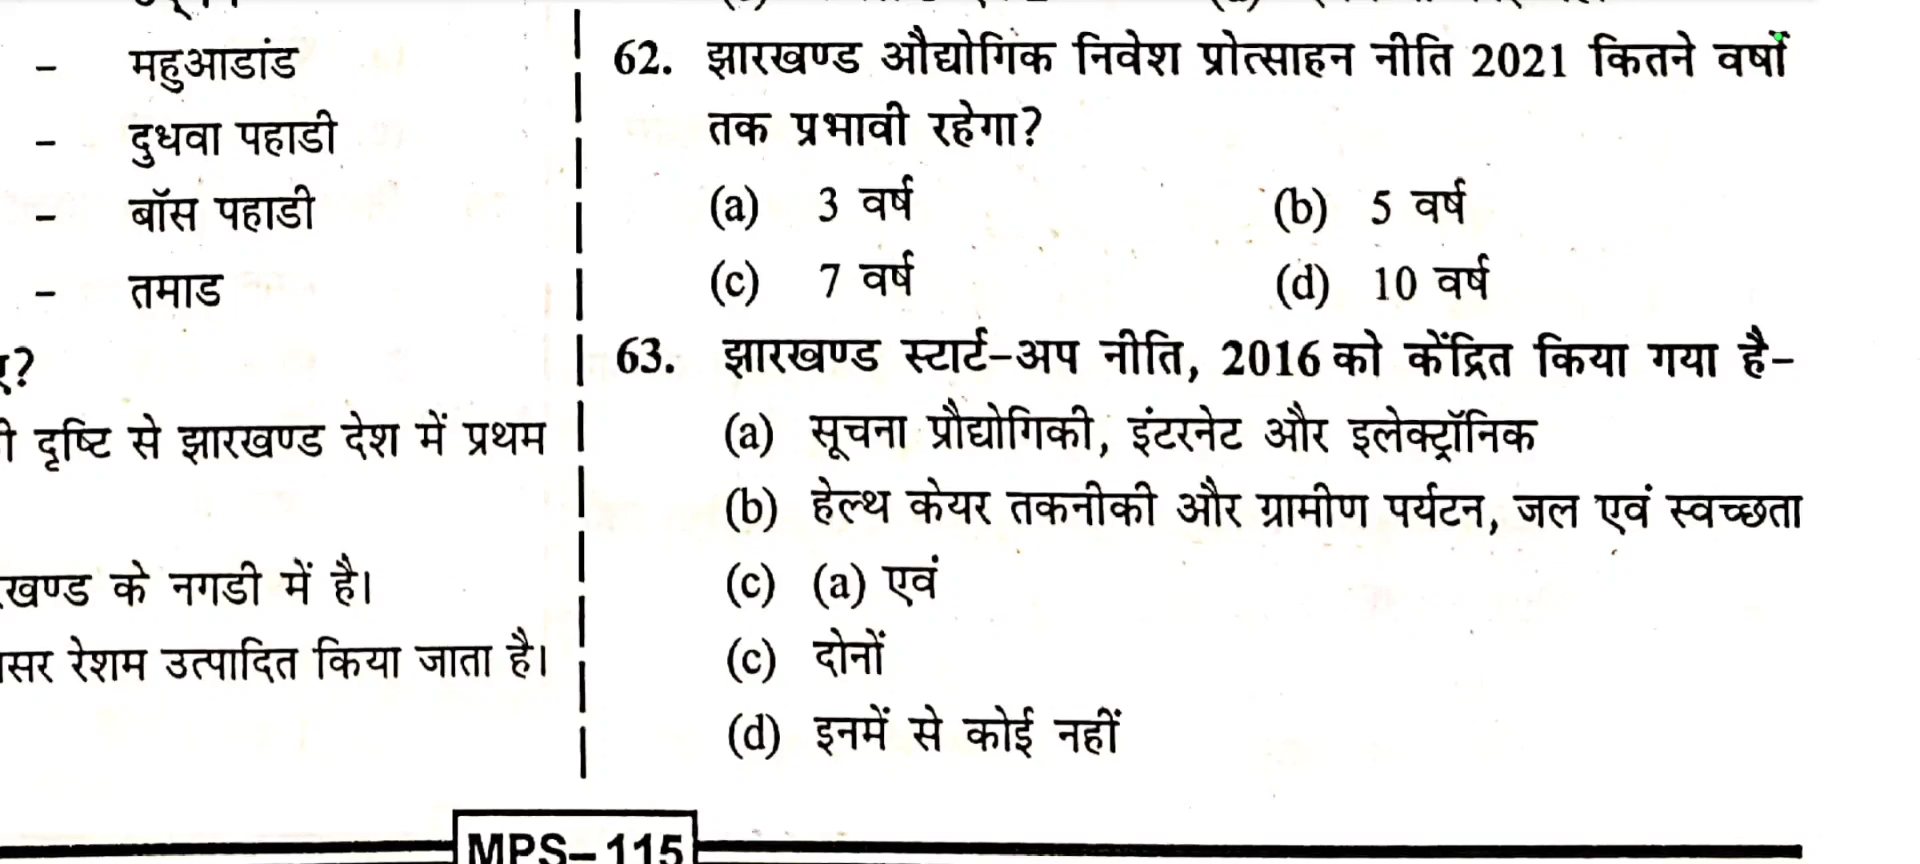 - महुआडांड
- दुधवा पहाडी
- बॉस पहाडी
- तमाड
?
दृष्टि से झारखण्ड देश में प्रथम
खण्ड के नगडी में है।
रेशम उत्पादित किया जाता है।
62. झारखण्ड औद्योगिक निवेश प्रोत्साहन नीति 2021 कितने वर्षों
तक प्रभावी रहेगा?
(a) 3 वर्ष (b) 5 वर्ष
(c) 7 वर्ष (d) 10 वर्ष
63. झारखण्ड स्टार्ट-अप नीति, 2016 को केंद्रित किया गया है-
(a) सूचना प्रौद्योगिकी, इंटरनेट और इलेक्ट्रॉनिक
(b) हेल्थ केयर तकनीकी और ग्रामीण पर्यटन, जल एवं स्वच्छता
(c) (a) एवं
(c) दोनों
(d) इनमें से कोई नहीं
MPS-115